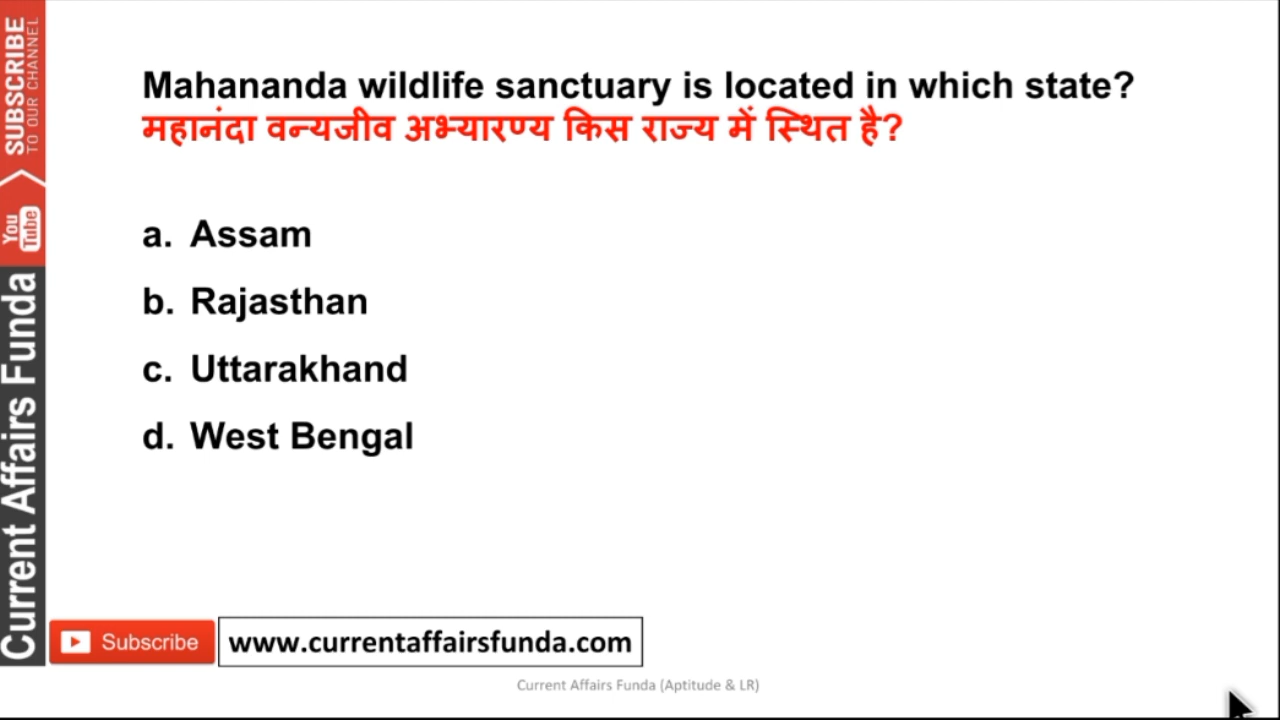 Mahananda wildlife sanctuary is located in which state?
महानंदा वन्यजीव अभ्यारण्य किस राज्य में स्थित है?
a. Assam
b. Rajasthan
c. Uttarakhand
d. West Bengal
SUBSCRIBE
TO OUR CHANNEL
You Tube
Current Affairs Funda
Subscribe
www.currentaffairsfunda.com
Current Affairs Funda (Aptitude & LR)